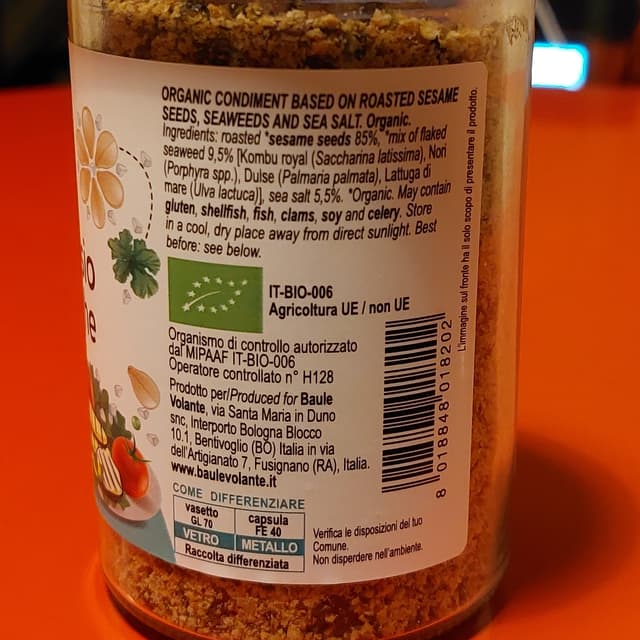 ORGANIC CONDIMENT BASED ON ROASTED SESAME
SEEDS, SEAWEEDS AND SEA SALT. Organic.
Ingredients: roasted *sesame seeds 85%, *mix of flaked
seaweed 9,5% [Kombu royal (Saccharina latissima), Nori
(Porphyra spp.), Dulse (Palmaria palmata), Lattuga di
mare (Ulva lactuca)], sea salt 5,5%. *Organic. May contain
gluten, shellfish, fish, clams, soy and celery. Store
in a cool, dry place away from direct sunlight. Best
before: see below.
IT-BIO-006
Agricoltura UE / non UE
Organismo di controllo autorizzato
dal MIPAAF IT-BIO-006
Operatore controllato n° H128
Prodotto per/Produced for Baule
Volante, via Santa Maria in Duno
snc, Interporto Bologna Blocco
10.1, Bentivoglio (BO) Italia in via
dell'Artigianato 7, Fusignano (RA), Italia.
www.baulevolante.it
COME DIFFERENZIARE
vasetto
GL 70
VETRO
capsula
FE 40
METALLO
Raccolta differenziata
Verifica le disposizioni del tuo
Comune.
Non disperdere nell'ambiente.
8 018848 018202
L'immagine sul fronte ha il solo scopo di presentare il prodotto.